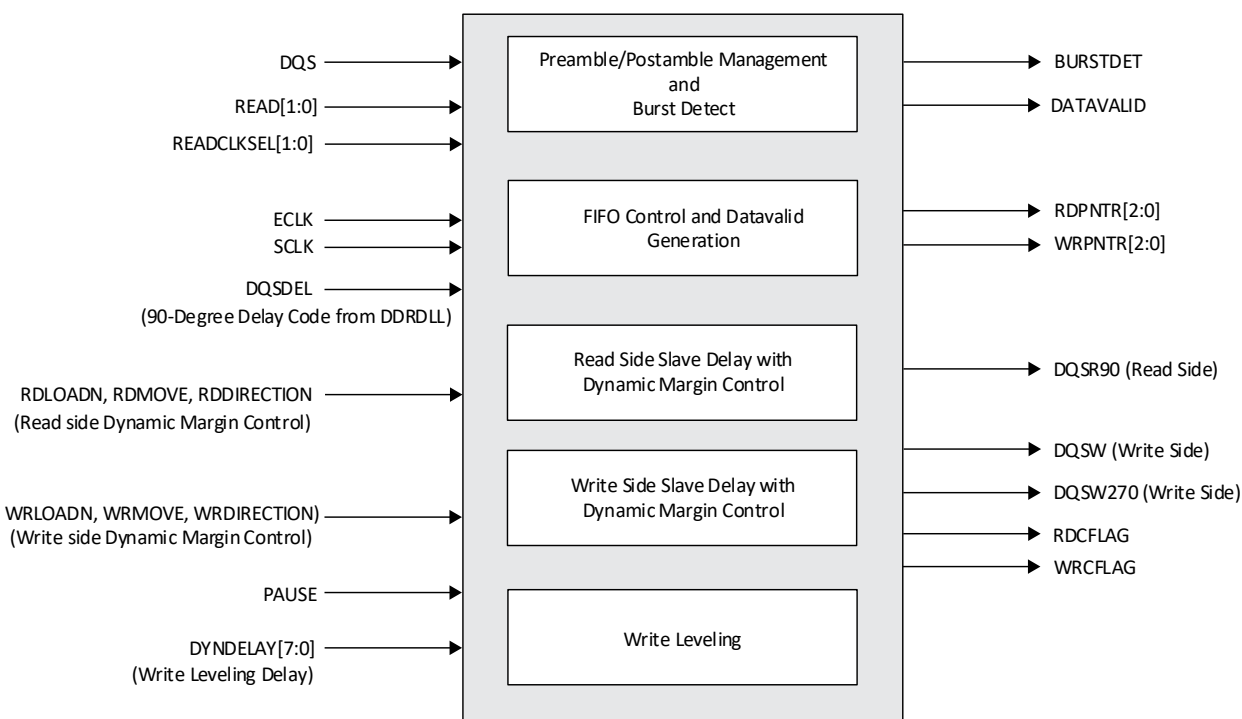 DQS
READ[1:0]
READCLKSEL[1:0]
ECLK
SCLK
DQSDEL
(90-Degree Delay Code from DDRDLL)
RDLOADN, RDMOVE, RDDIRECTION
(Read side Dynamic Margin Control)
WRLOADN, WRMOVE, WRDIRECTION)
(Write side Dynamic Margin Control)
PAUSE
DYNDELAY[7:0]
(Write Leveling Delay)
Preamble/Postamble Management
and
Burst Detect
FIFO Control and Datavalid
Generation
Read Side Slave Delay with
Dynamic Margin Control
Write Side Slave Delay with
Dynamic Margin Control
Write Leveling
BURSTDET
DATAVALID
RDPNTR[2:0]
WRPNTR[2:0]
DQSR90 (Read Side)
DQSW (Write Side)
DQSW270 (Write Side)
RDCFLAG
WRCFLAG